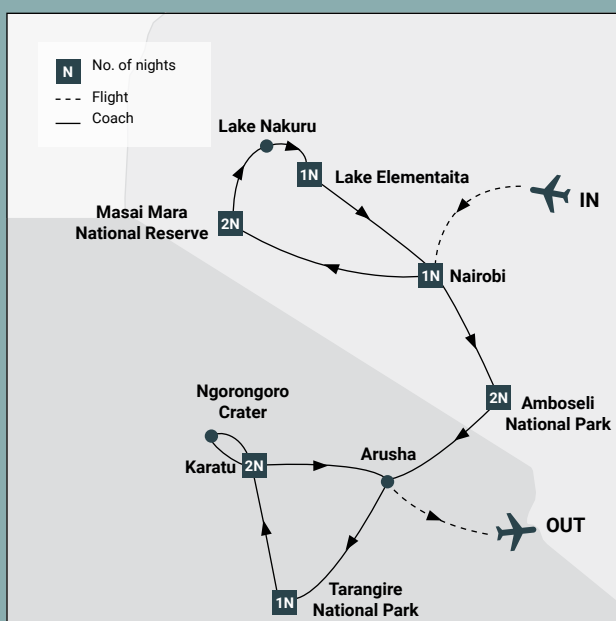 N No. of nights
Flight
Coach
Lake Nakuru
1N
Lake Elementaita
IN
Masai Mara
National Reserve
2N
1N
Nairobi
2N
Amboseli
National Park
Ngorongoro
Crater
Karatu
2N
Arusha
OUT
1N
Tarangire
National Park